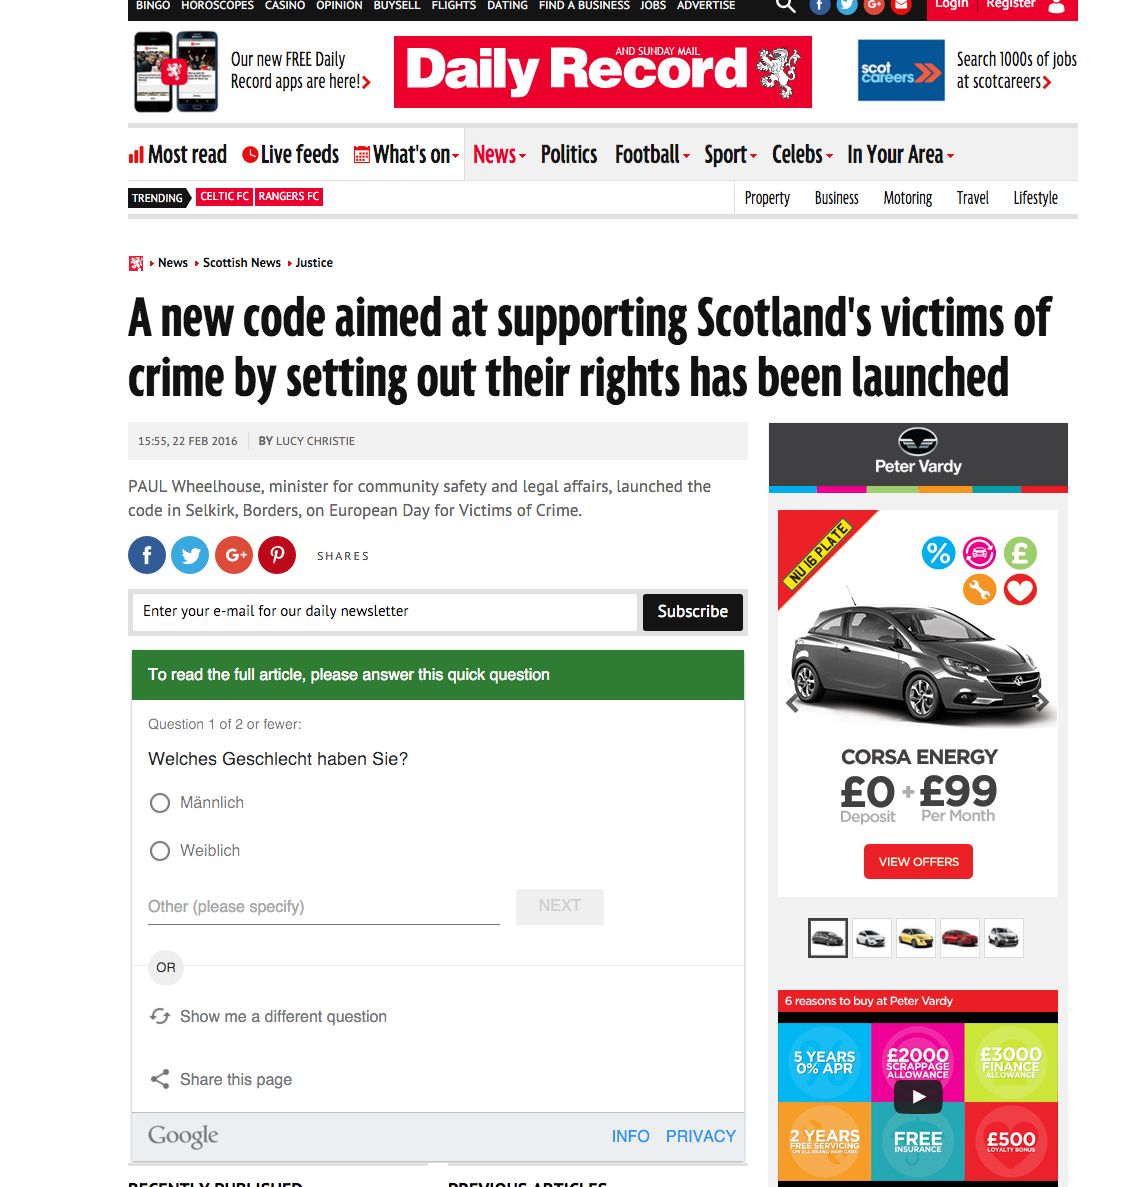 BINGO HOROSCOPES CASINO OPINION BUYSELL FLIGHTS DATING FIND A BUSINESS JOBS ADVERTISE
Login Register
Our new FREE Daily
Record apps are here!
AND SUNDAY MAIL
Daily Record
scot
careers
Search 1000s of jobs
at scotcareers
Most read Live feeds What's on News Politics Football Sport Celebs In Your Area
TRENDING CELTIC FC RANGERS FC
Property Business Motoring Travel Lifestyle
News Scottish News Justice
A new code aimed at supporting Scotland's victims of
crime by setting out their rights has been launched
15:55, 22 FEB 2016 BY LUCY CHRISTIE
PAUL Wheelhouse, minister for community safety and legal affairs, launched the
code in Selkirk, Borders, on European Day for Victims of Crime.
f G+ SHARES
Enter your e-mail for our daily newsletter Subscribe
To read the full article, please answer this quick question
Question 1 of 2 or fewer:
Welches Geschlecht haben Sie?
Männlich
Weiblich
Other (please specify) NEXT
OR
Show me a different question
Share this page
Google INFO PRIVACY
RECENTLY PUBLISHED PREVIOUS ARTICLES
Peter Vardy
NU 16 PLATE
% £
CORSA ENERGY
£0 + £99
Deposit Per Month
VIEW OFFERS
6 reasons to buy at Peter Vardy
5 YEARS
0% APR
£2000
SCRAPPAGE
ALLOWANCE
£3000
FINANCE
ALLOWANCE
2 YEARS
FREE SERVICING
ON ALL BRAND NEW CARS
FREE
INSURANCE
£500
LOYALTY BONUS